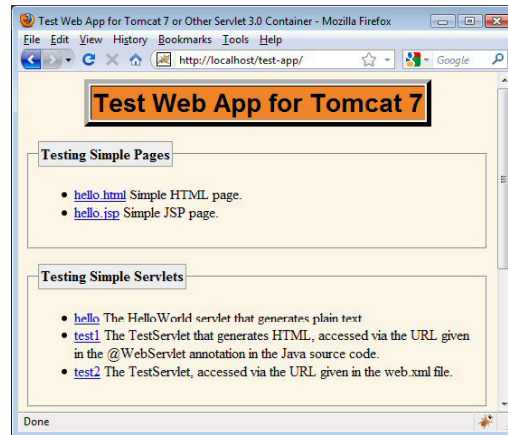 Test Web App for Tomcat 7 or Other Servlet 3.0 Container - Mozilla Firefox
File Edit View History Bookmarks Tools Help
http://localhost/test-app/ Google
Test Web App for Tomcat 7
Testing Simple Pages
hello.html Simple HTML page.
hello.jsp Simple JSP page.
Testing Simple Servlets
hello The HelloWorld servlet that generates plain text
test1 The TestServlet that generates HTML, accessed via the URL given
in the @WebServlet annotation in the Java source code.
test2 The TestServlet, accessed via the URL given in the web.xml file.
Done